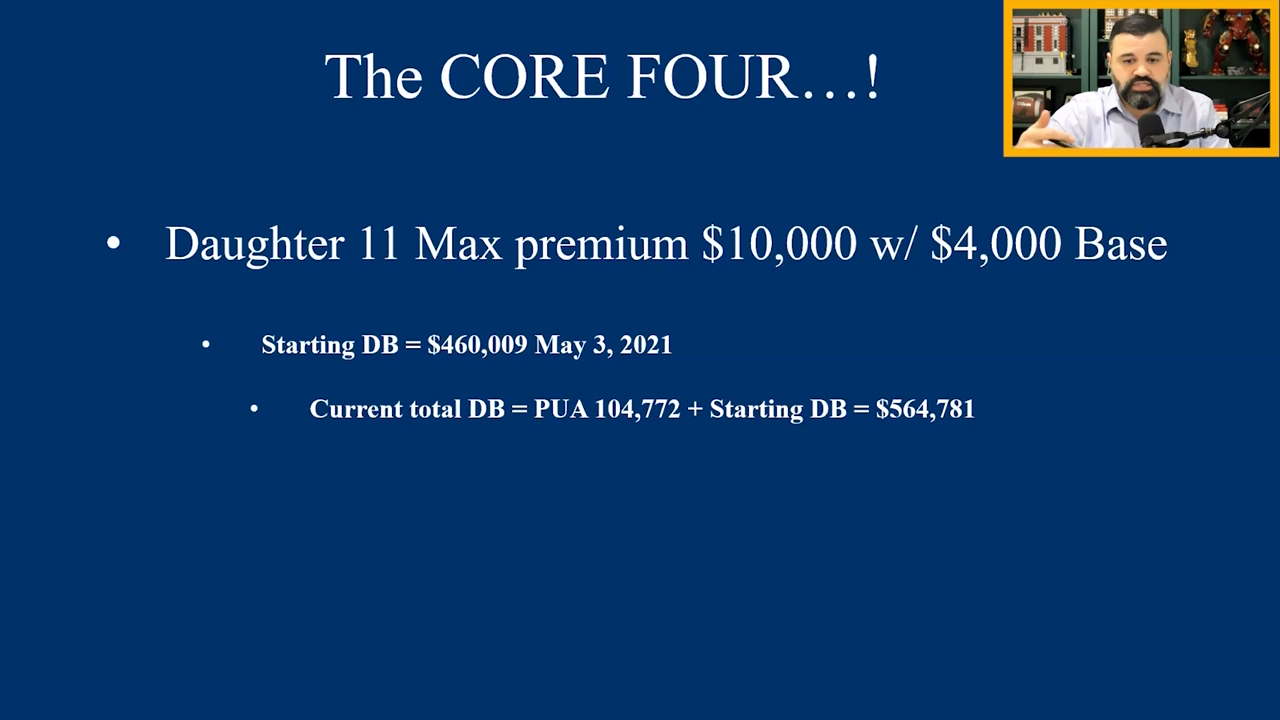 The CORE FOUR…!
• Daughter 11 Max premium $10,000 w/ $4,000 Base
• Starting DB = $460,009 May 3, 2021
• Current total DB = PUA 104,772 + Starting DB = $564,781